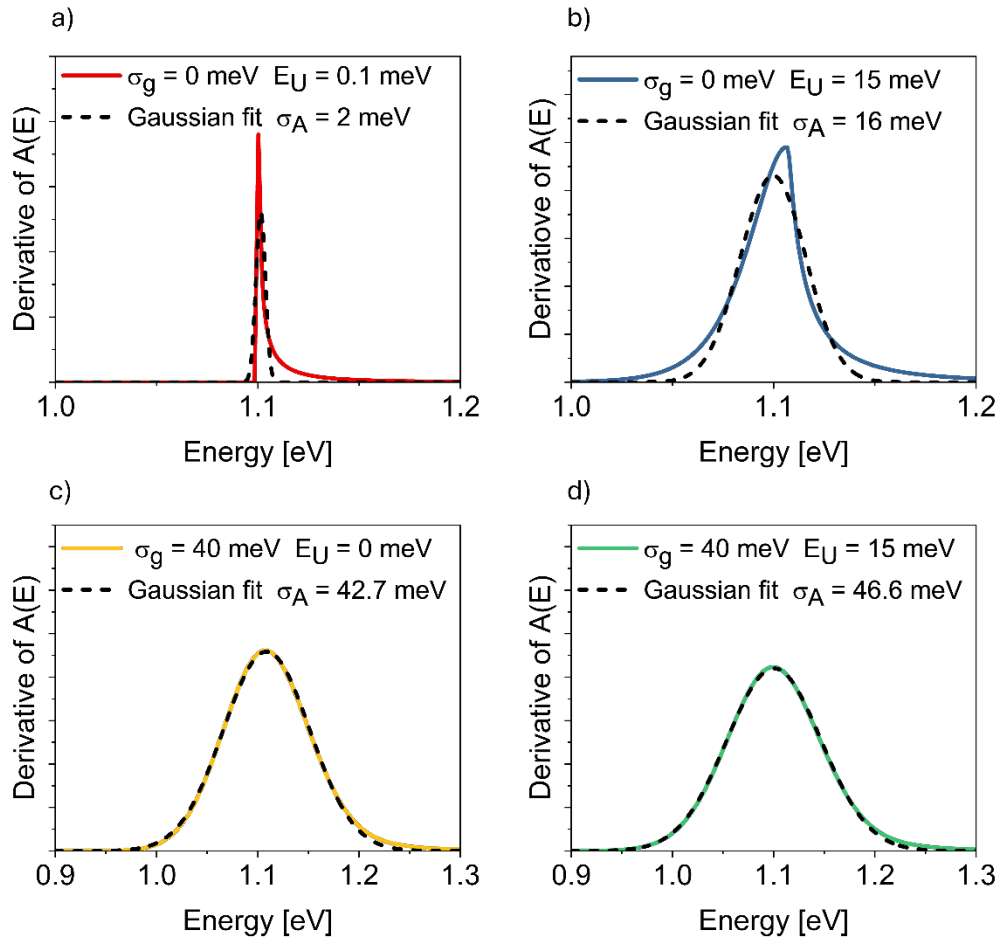 a)
σg = 0 meV EU = 0.1 meV
Gaussian fit σA = 2 meV
Derivative of A(E)
1.0 1.1 1.2
Energy [eV]
b)
σg = 0 meV EU = 15 meV
Gaussian fit σA = 16 meV
Derivatiove of A(E)
1.0 1.1 1.2
Energy [eV]
c)
σg = 40 meV EU = 0 meV
Gaussian fit σA = 42.7 meV
Derivative of A(E)
0.9 1.0 1.1 1.2 1.3
Energy [eV]
d)
σg = 40 meV EU = 15 meV
Gaussian fit σA = 46.6 meV
Derivative of A(E)
0.9 1.0 1.1 1.2 1.3
Energy [eV]